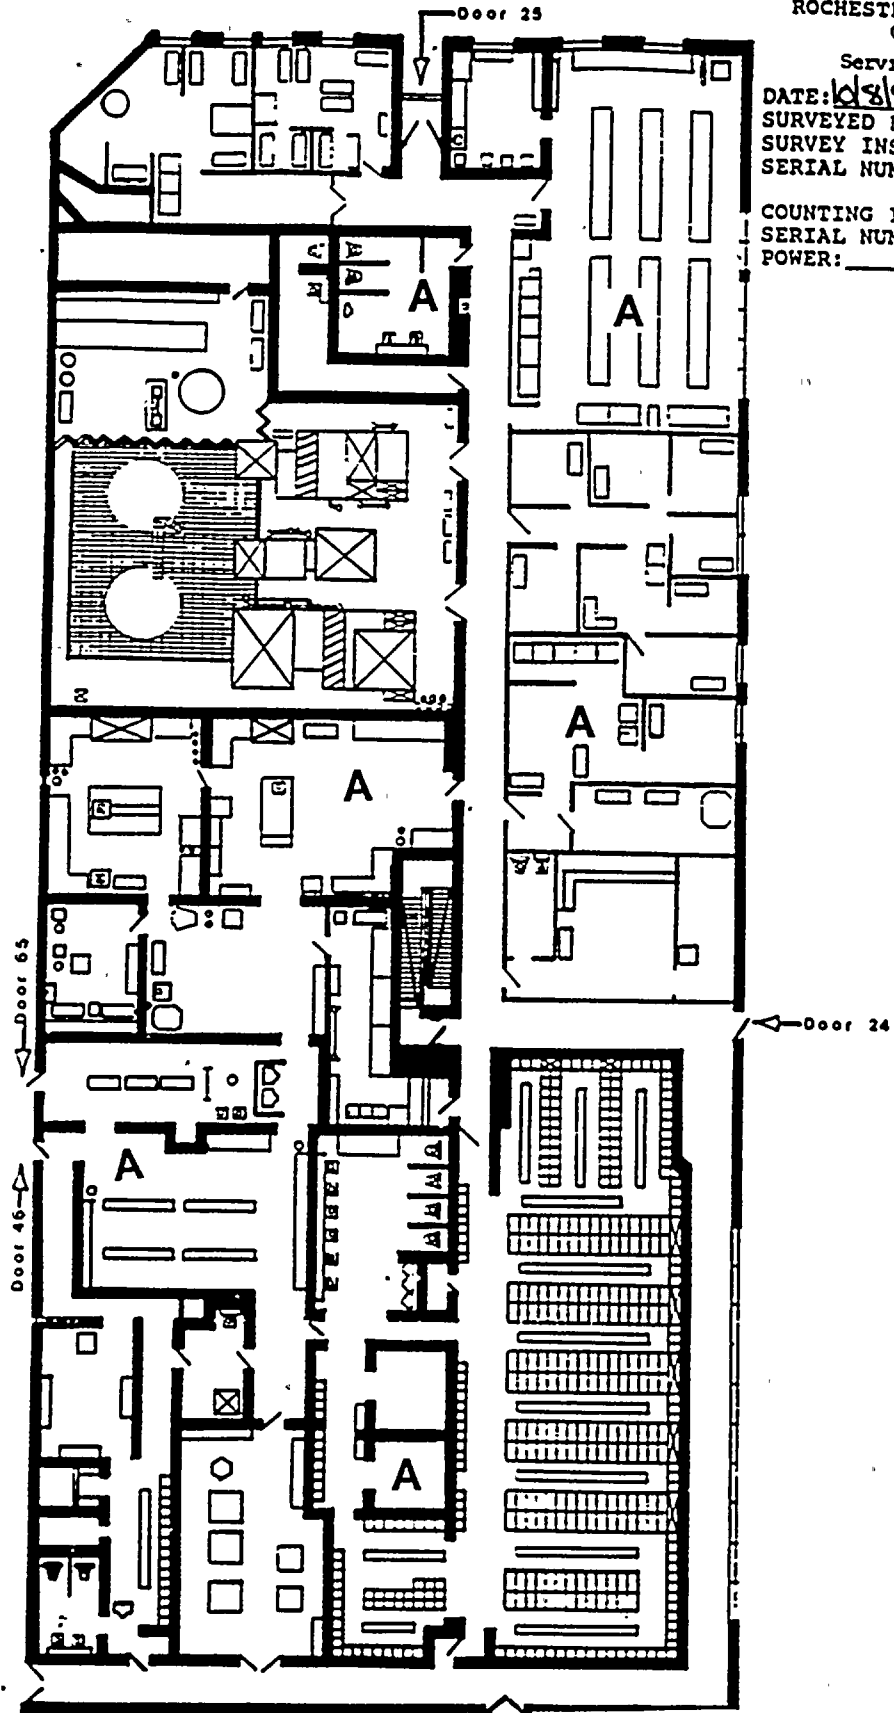 Door 25
ROCHESTE
Servi
DATE:
SURVEYED
SURVEY INS
SERIAL NUM
COUNTING
SERIAL NUM
POWER:
A
A
A
A
Door 65
Door 24
A
Door 46
A